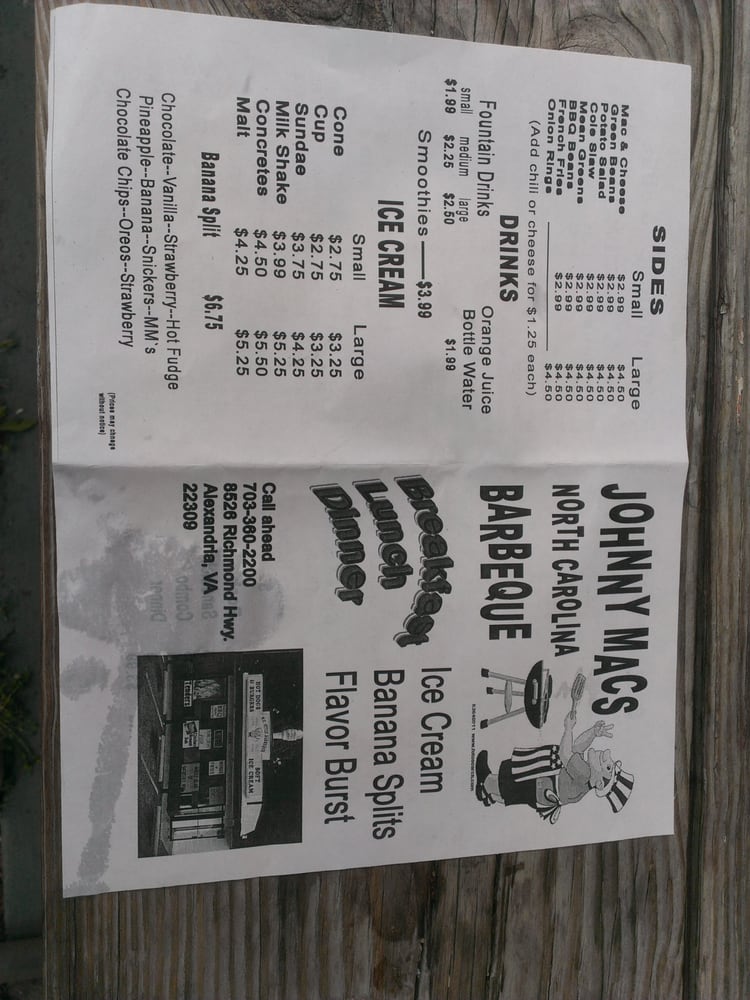 SIDES
Small Large
Mac & Cheese $2.99 $4.50
Green Beans $2.99 $4.50
Potato Salad $2.99 $4.50
Cole Slaw $2.99 $4.50
Mean Greens $2.99 $4.50
BBQ Beans $2.99 $4.50
French Fries $2.99 $4.50
Onion Rings $4.50
(Add chili or cheese for $1.25 each)
DRINKS
Fountain Drinks Orange Juice
small medium large Bottle Water
$1.99 $2.25 $2.50 $1.99
Smoothies $3.99
ICE CREAM
Small Large
Cone $2.75 $3.25
Cup $2.75 $3.25
Sundae $3.75 $4.25
Milk Shake $3.99 $5.25
Concretes $4.50 $5.50
Malt $4.25 $5.25
Banana Split $6.75
Chocolate--Vanilla--Strawberry--Hot Fudge
Pineapple--Banana--Snickers--MM's
Chocolate Chips--Oreos--Strawberry
(Prices may chnage
without notice)
JOHNNY MACS
NORTH CAROLINA
BARBEQUE
Breakfest
Lunch
Dinner
Ice Cream
Banana Splits
Flavor Burst
Call ahead
703-360-2200
8526 Richmond Hwy.
Alexandria, VA
22309
HOT DOGS
BURGERS
SOFT
ICE CREAM